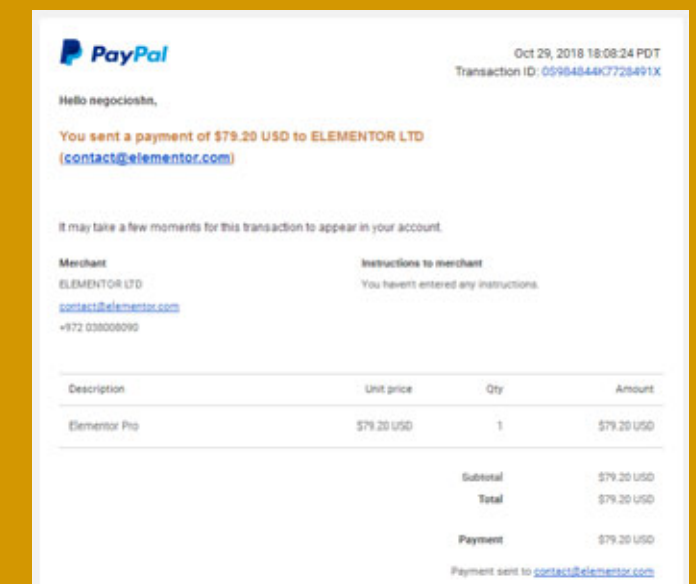 PayPal
Oct 29, 2018 18:08:24 PDT
Transaction ID: 0S984844K7728491X
Hello negocioshn,
You sent a payment of $79.20 USD to ELEMENTOR LTD
(contact@elementor.com)
It may take a few moments for this transaction to appear in your account.
Merchant
Instructions to merchant
ELEMENTOR LTD
You haven't entered any instructions.
contact@elementor.com
+972 038008090
Description Unit price Qty Amount
Elementor Pro $79.20 USD 1 $79.20 USD
Subtotal $79.20 USD
Total $79.20 USD
Payment $79.20 USD
Payment sent to contact@elementor.com